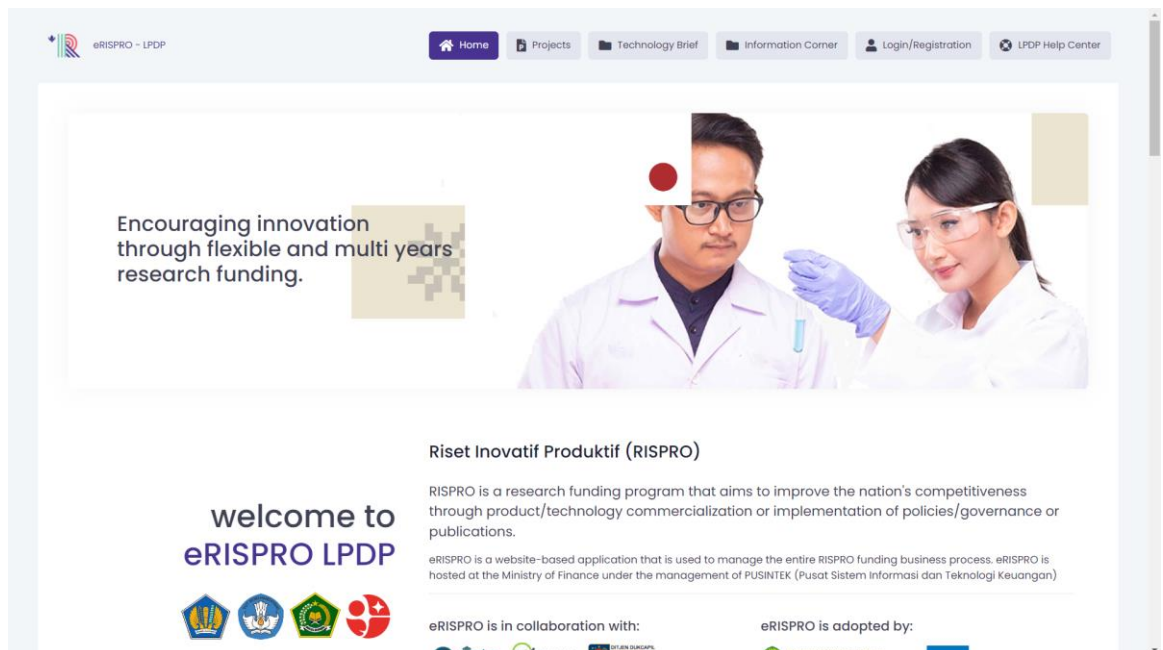 eRISPRO - LPDP
Home
Projects
Technology Brief
Information Corner
Login/Registration
LPDP Help Center
Encouraging innovation
through flexible and multi years
research funding.
welcome to
eRISPRO LPDP
Riset Inovatif Produktif (RISPRO)
RISPRO is a research funding program that aims to improve the nation's competitiveness
through product/technology commercialization or implementation of policies/governance or
publications.
eRISPRO is a website-based application that is used to manage the entire RISPRO funding business process. eRISPRO is
hosted at the Ministry of Finance under the management of PUSINTEK (Pusat Sistem Informasi dan Teknologi Keuangan)
eRISPRO is in collaboration with:
DITJEN DUKCAPIL
eRISPRO is adopted by: